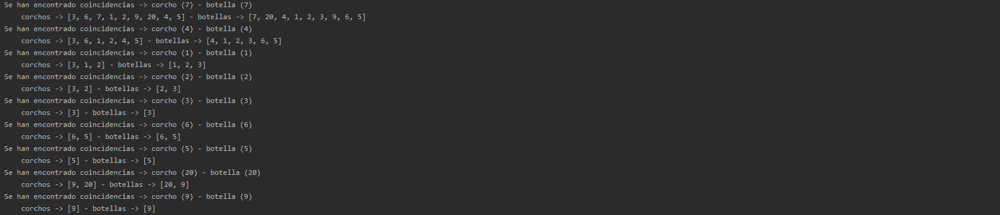 Se han encontrado coincidencias -> corcho (7) - botella (7)
    corchos -> [3, 6, 7, 1, 2, 9, 20, 4, 5] - botellas -> [7, 20, 4, 1, 2, 3, 9, 6, 5]
Se han encontrado coincidencias -> corcho (4) - botella (4)
    corchos -> [3, 6, 1, 2, 4, 5] - botellas -> [4, 1, 2, 3, 6, 5]
Se han encontrado coincidencias -> corcho (1) - botella (1)
    corchos -> [3, 1, 2] - botellas -> [1, 2, 3]
Se han encontrado coincidencias -> corcho (2) - botella (2)
    corchos -> [3, 2] - botellas -> [2, 3]
Se han encontrado coincidencias -> corcho (3) - botella (3)
    corchos -> [3] - botellas -> [3]
Se han encontrado coincidencias -> corcho (6) - botella (6)
    corchos -> [6, 5] - botellas -> [6, 5]
Se han encontrado coincidencias -> corcho (5) - botella (5)
    corchos -> [5] - botellas -> [5]
Se han encontrado coincidencias -> corcho (20) - botella (20)
    corchos -> [9, 20] - botellas -> [20, 9]
Se han encontrado coincidencias -> corcho (9) - botella (9)
    corchos -> [9] - botellas -> [9]